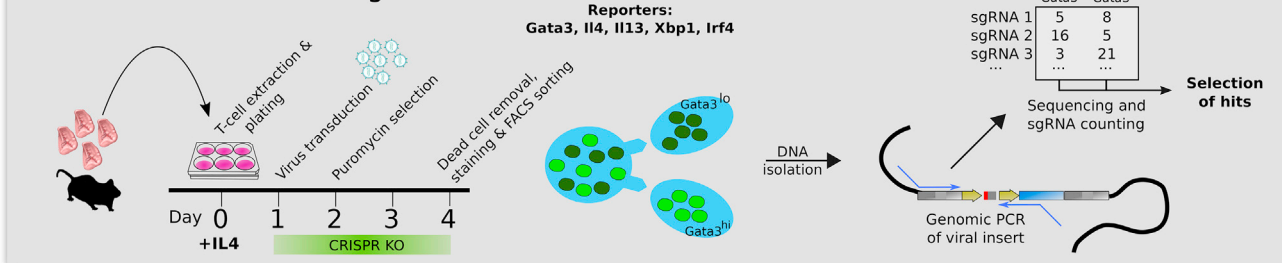 Reporters:
Gata3, Il4, Il13, Xbp1, Irf4
T-cell extraction &
plating
Virus transduction
Puromycin selection
Dead cell removal,
staining & FACS sorting
Day 0 1 2 3 4
+IL4
CRISPR KO
Gata3lo
Gata3hi
DNA
isolation
sgRNA 1 5 8
sgRNA 2 16 5
sgRNA 3 3 21
... ... ...
Sequencing and
sgRNA counting
Selection
of hits
Genomic PCR
of viral insert